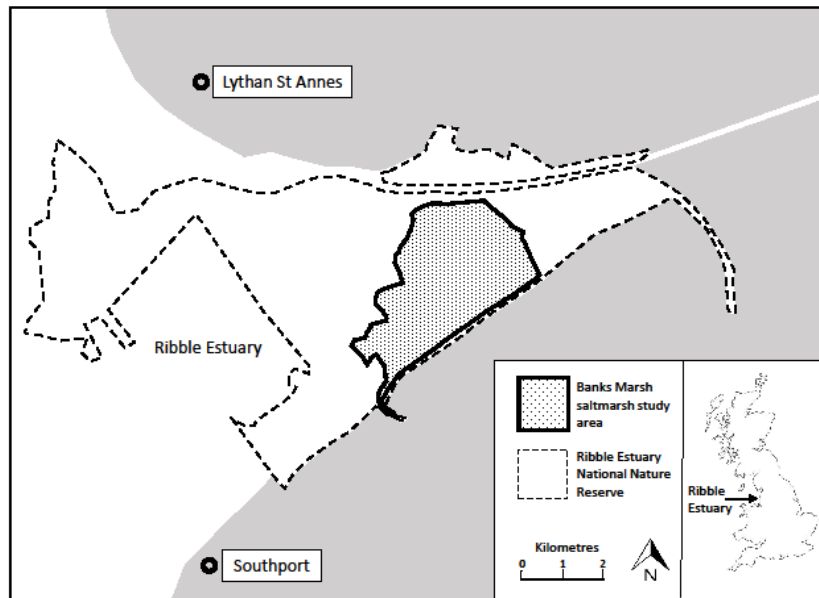 Lythan St Annes
Ribble Estuary
Banks Marsh
saltmarsh study
area
Ribble Estuary
National Nature
Reserve
Ribble
Estuary
Kilometres
0 1 2
N
Southport